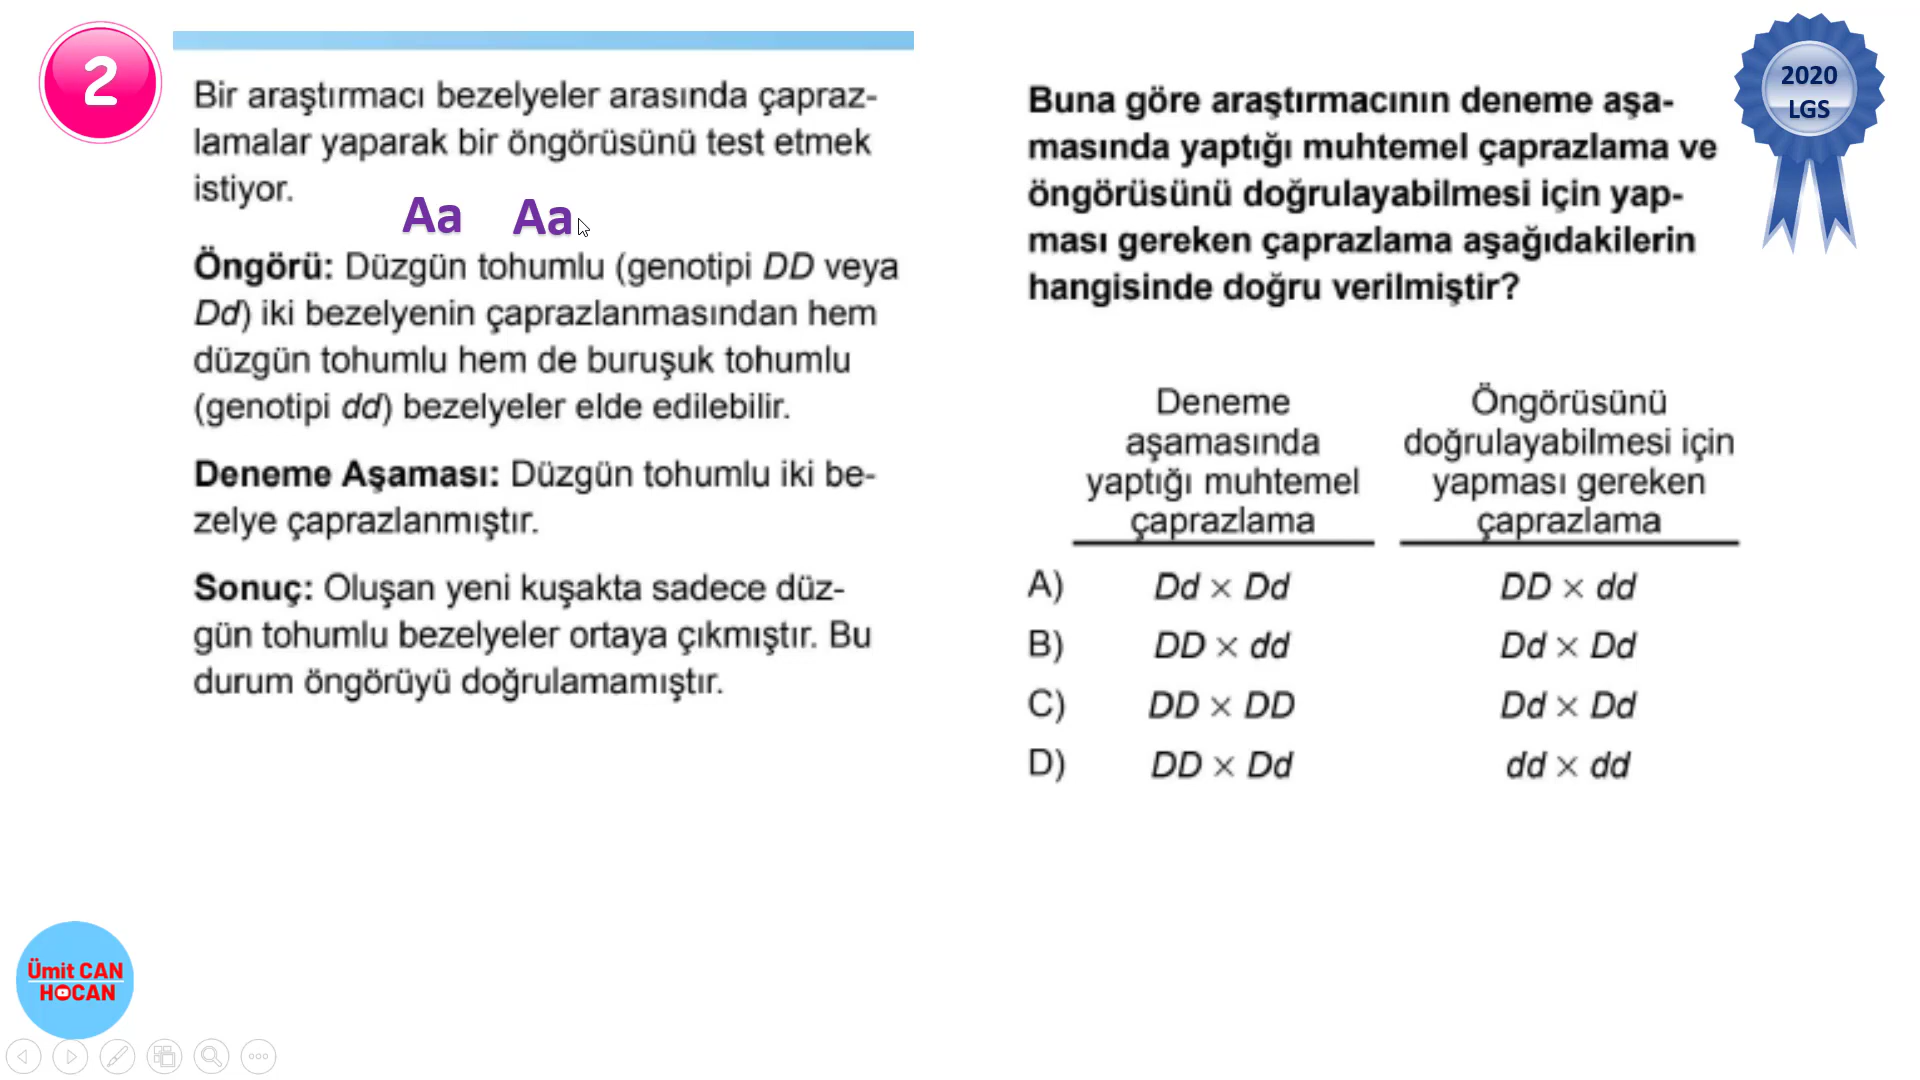 2
Bir araştırmacı bezelyeler arasında çapraz-
lamalar yaparak bir öngörüsünü test etmek
istiyor.
Aa Aa
Öngörü: Düzgün tohumlu (genotipi DD veya
Dd) iki bezelyenin çaprazlanmasından hem
düzgün tohumlu hem de buruşuk tohumlu
(genotipi dd) bezelyeler elde edilebilir.
Deneme Aşaması: Düzgün tohumlu iki be-
zelye çaprazlanmıştır.
Sonuç: Oluşan yeni kuşakta sadece düz-
gün tohumlu bezelyeler ortaya çıkmıştır. Bu
durum öngörüyü doğrulamamıştır.
Buna göre araştırmacının deneme aşa-
masında yaptığı muhtemel çaprazlama ve
öngörüsünü doğrulayabilmesi için yap-
ması gereken çaprazlama aşağıdakilerin
hangisinde doğru verilmiştir?
Deneme
aşamasında
yaptığı muhtemel
çaprazlama
Öngörüsünü
doğrulayabilmesi için
yapması gereken
çaprazlama
A) Dd × Dd DD × dd
B) DD × dd Dd × Dd
C) DD × DD Dd × Dd
D) DD × Dd dd × dd
2020
LGS
Ümit CAN
HOCAN